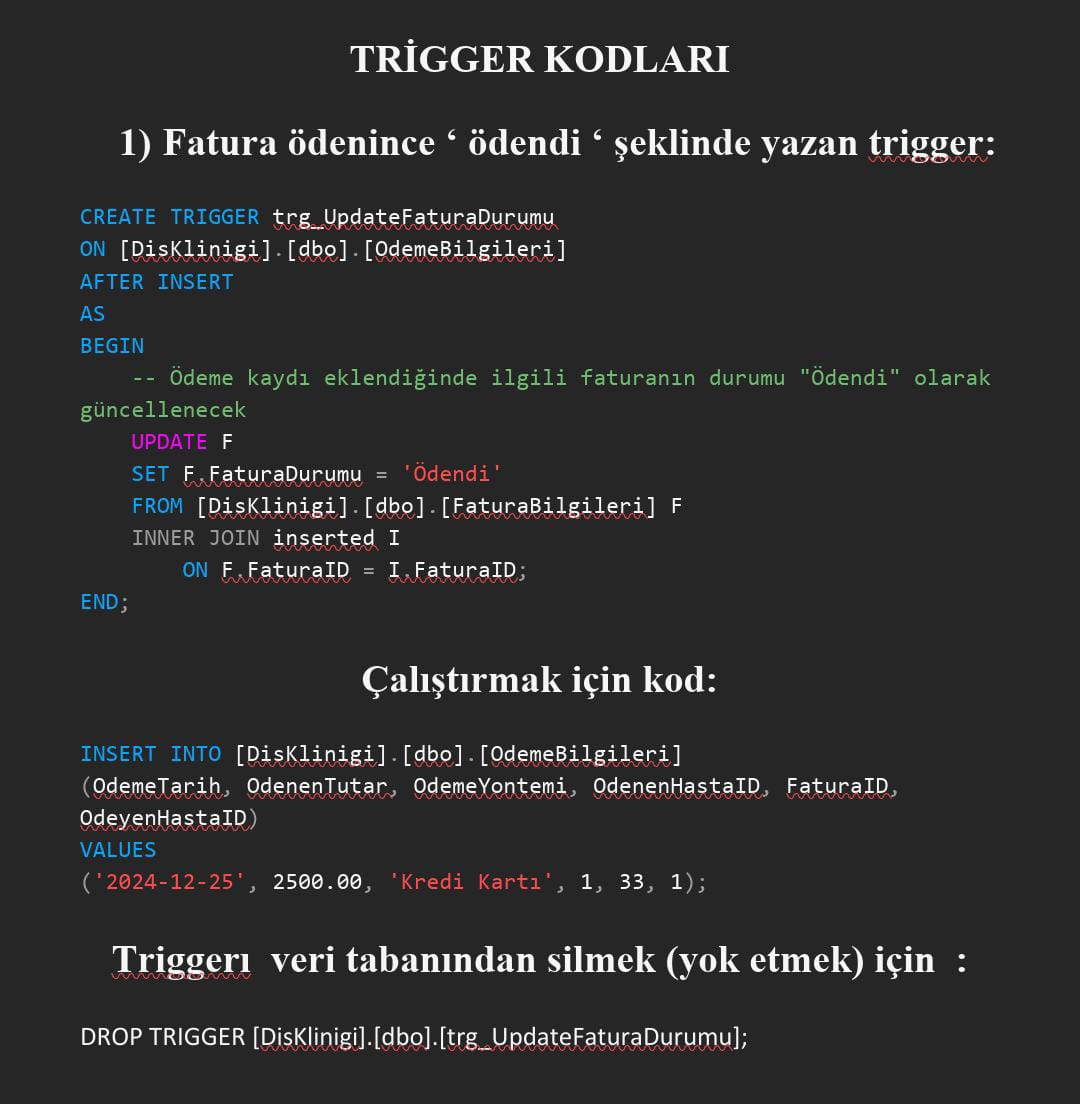 TRİGGER KODLARI
1) Fatura ödenince ‘ ödendi ‘ şeklinde yazan trigger:
CREATE TRIGGER trg_UpdateFaturaDurumu
ON [DisKlinigi].[dbo].[OdemeBilgileri]
AFTER INSERT
AS
BEGIN
    -- Ödeme kaydı eklendiğinde ilgili faturanın durumu "Ödendi" olarak
güncellenecek
    UPDATE F
    SET F.FaturaDurumu = 'Ödendi'
    FROM [DisKlinigi].[dbo].[FaturaBilgileri] F
    INNER JOIN inserted I
        ON F.FaturaID = I.FaturaID;
END;
Çalıştırmak için kod:
INSERT INTO [DisKlinigi].[dbo].[OdemeBilgileri]
(OdemeTarih, OdenenTutar, OdemeYontemi, OdenenHastaID, FaturaID,
OdeyenHastaID)
VALUES
('2024-12-25', 2500.00, 'Kredi Kartı', 1, 33, 1);
Triggerı  veri tabanından silmek (yok etmek) için  :
DROP TRIGGER [DisKlinigi].[dbo].[trg_UpdateFaturaDurumu];